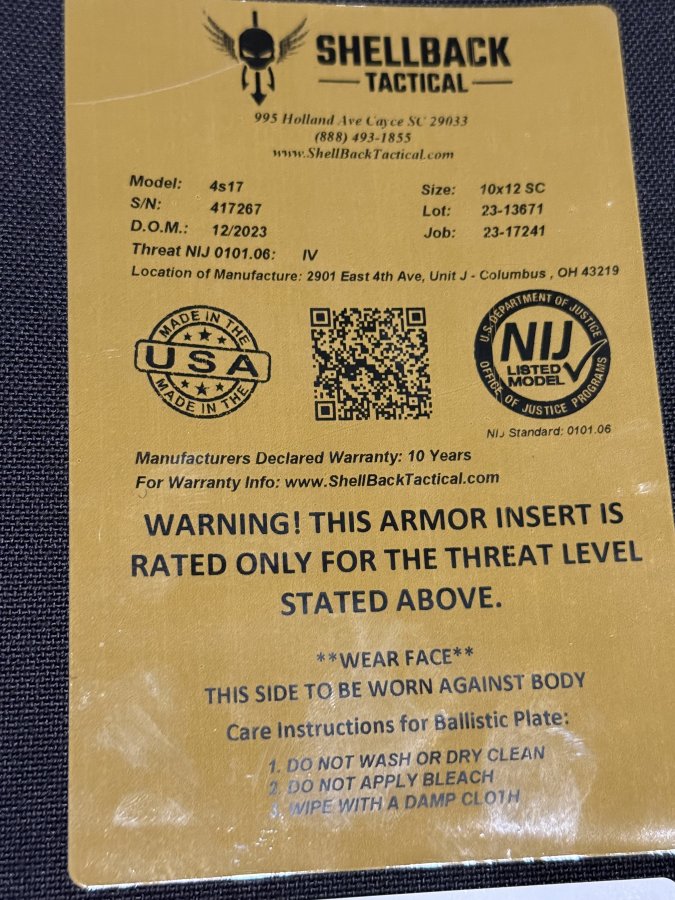 SHELLBACK
TACTICAL
995 Holland Ave Cayce SC 29033
(888) 493-1855
www.ShellBackTactical.com
Model: 4s17 Size: 10x12 SC
S/N: 417267 Lot: 23-13671
D.O.M.: 12/2023 Job: 23-17241
Threat NIJ 0101.06: IV
Location of Manufacture: 2901 East 4th Ave, Unit J - Columbus , OH 43219
MADE IN THE
USA
MADE IN THE
U.S. DEPARTMENT OF JUSTICE
NIJ
LISTED
MODEL
OFFICE OF JUSTICE PROGRAMS
NIJ Standard: 0101.06
Manufacturers Declared Warranty: 10 Years
For Warranty Info: www.ShellBackTactical.com
WARNING! THIS ARMOR INSERT IS
RATED ONLY FOR THE THREAT LEVEL
STATED ABOVE.
**WEAR FACE**
THIS SIDE TO BE WORN AGAINST BODY
Care Instructions for Ballistic Plate:
1. DO NOT WASH OR DRY CLEAN
2. DO NOT APPLY BLEACH
3. WIPE WITH A DAMP CLOTH